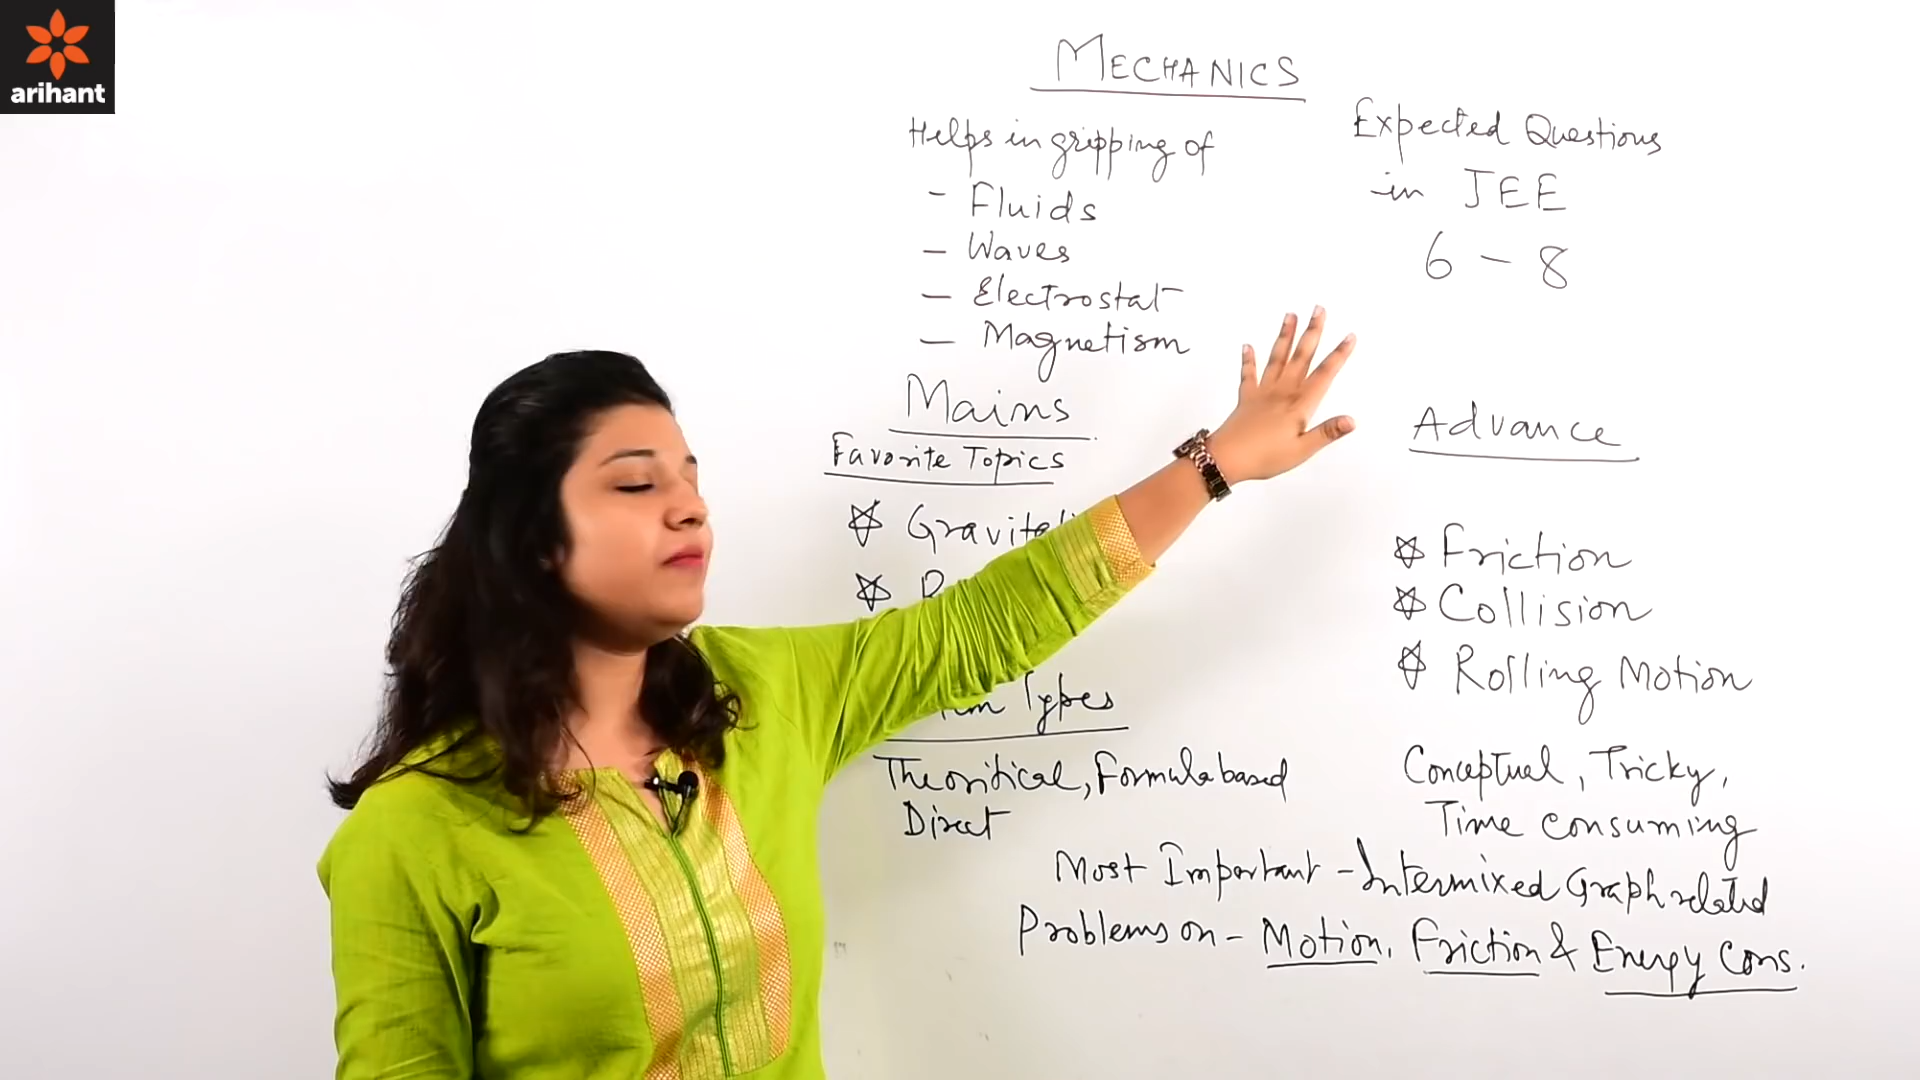 arihant
MECHANICS
Helps in gripping of
- Fluids
- Waves
- Electrostat
- Magnetism
Expected Questions
in JEE
6 - 8
Mains
Favorite Topics
Advance
☆ Friction
☆ Collision
☆ Rolling Motion
Types
Theoritical, Formula based
Direct
Conceptual, Tricky,
Time consuming
Most Important - Intermixed Graph related
Problems on - Motion, Friction & Energy Cons.